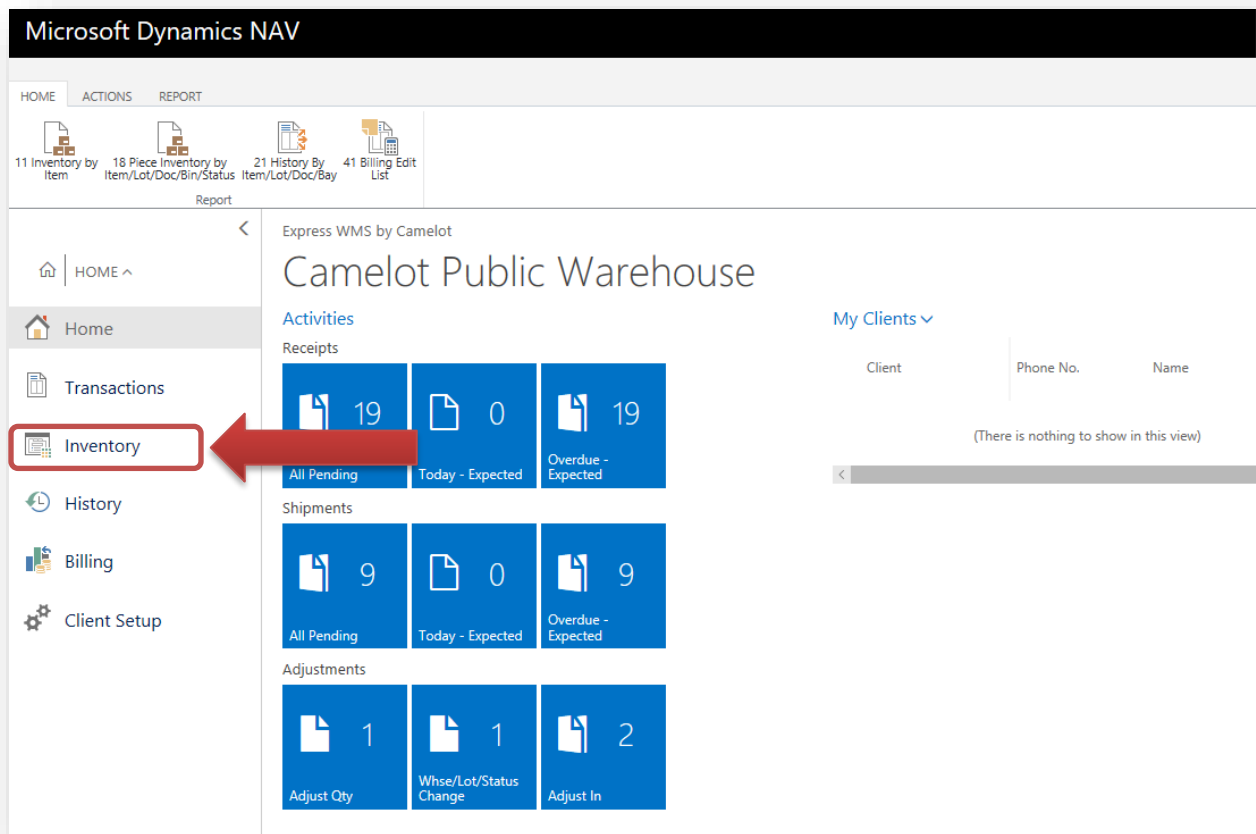 Microsoft Dynamics NAV
HOME ACTIONS REPORT
11 Inventory by
Item
18 Piece Inventory by
Item/Lot/Doc/Bin/Status
21 History By
Item/Lot/Doc/Bay
41 Billing Edit
List
Report
HOME
Home
Transactions
Inventory
History
Billing
Client Setup
Express WMS by Camelot
Camelot Public Warehouse
Activities
Receipts
19
All Pending
0
Today - Expected
19
Overdue -
Expected
Shipments
9
All Pending
0
Today - Expected
9
Overdue -
Expected
Adjustments
1
Adjust Qty
1
Whse/Lot/Status
Change
2
Adjust In
My Clients
Client Phone No. Name
(There is nothing to show in this view)